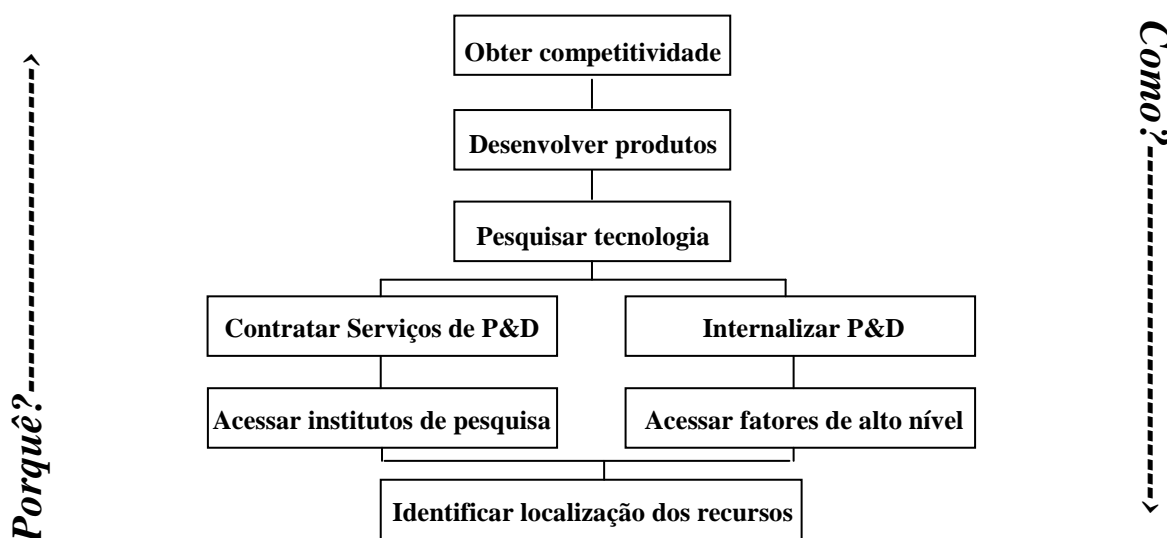 Obter competitividade
Desenvolver produtos
Pesquisar tecnologia
Contratar Serviços de P&D
Internalizar P&D
Acessar institutos de pesquisa
Acessar fatores de alto nível
Identificar localização dos recursos
Porquê?
Como?